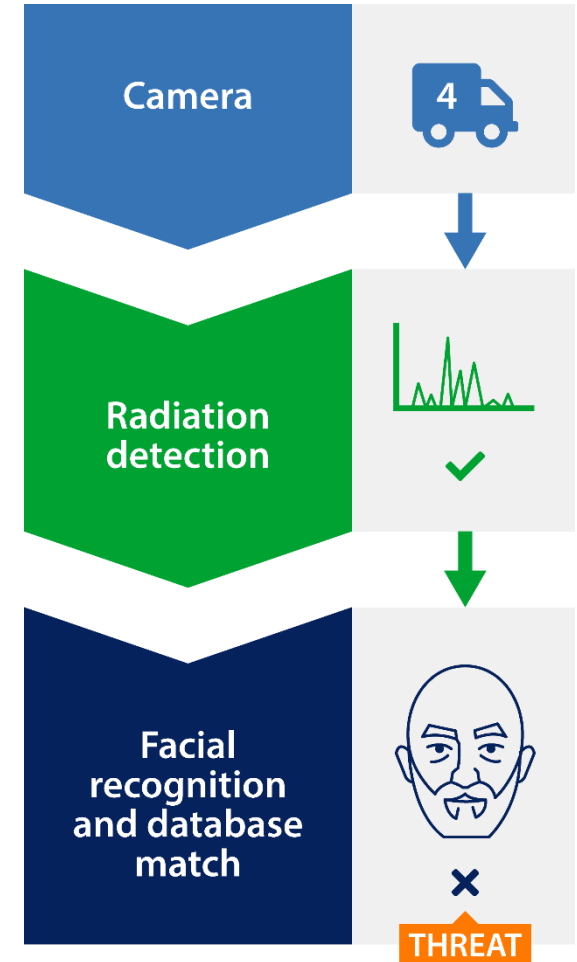 Camera
4
Radiation
detection
Facial
recognition
and database
match
THREAT